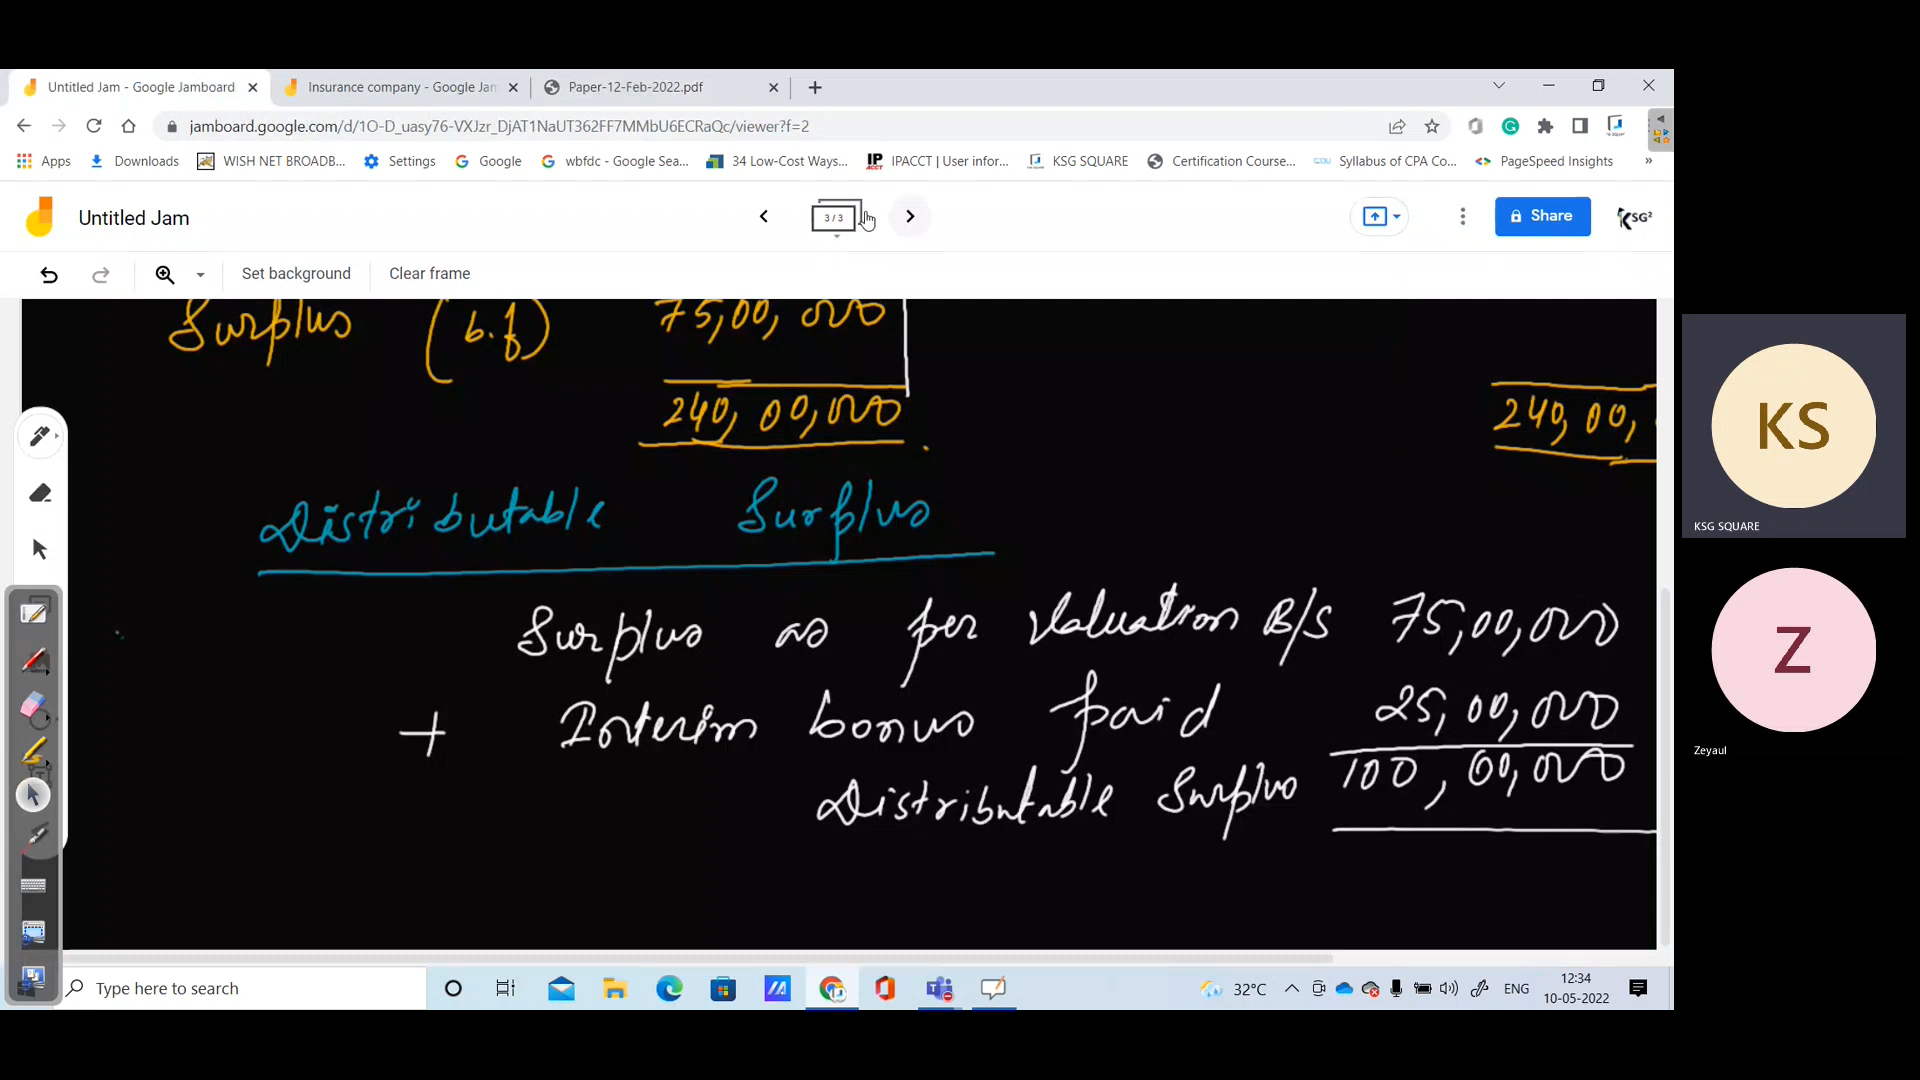 Untitled Jam - Google Jamboard
Insurance company - Google Jam
Paper-12-Feb-2022.pdf
jamboard.google.com/d/1O-D_uasy76-VXJzr_DjAT1NaUT362FF7MMbU6ECRaQc/viewer?f=2
Apps Downloads WISH NET BROADB... Settings Google wbfdc - Google Sea... 34 Low-Cost Ways... IPACCT | User infor... KSG SQUARE Certification Course... Syllabus of CPA Co... PageSpeed Insights »
Untitled Jam
3 / 3
Share
KSG²
Set background Clear frame
Surplus (b.f) 75,00,000
240,00,000
240,00,
Distributable Surplus
Surplus as per Valuation B/S 75,00,000
+ Interim bonus paid 25,00,000
Distributable Surplus 100,00,000
KS
KSG SQUARE
Z
Zeyaul
Type here to search
32°C
ENG
12:34
10-05-2022